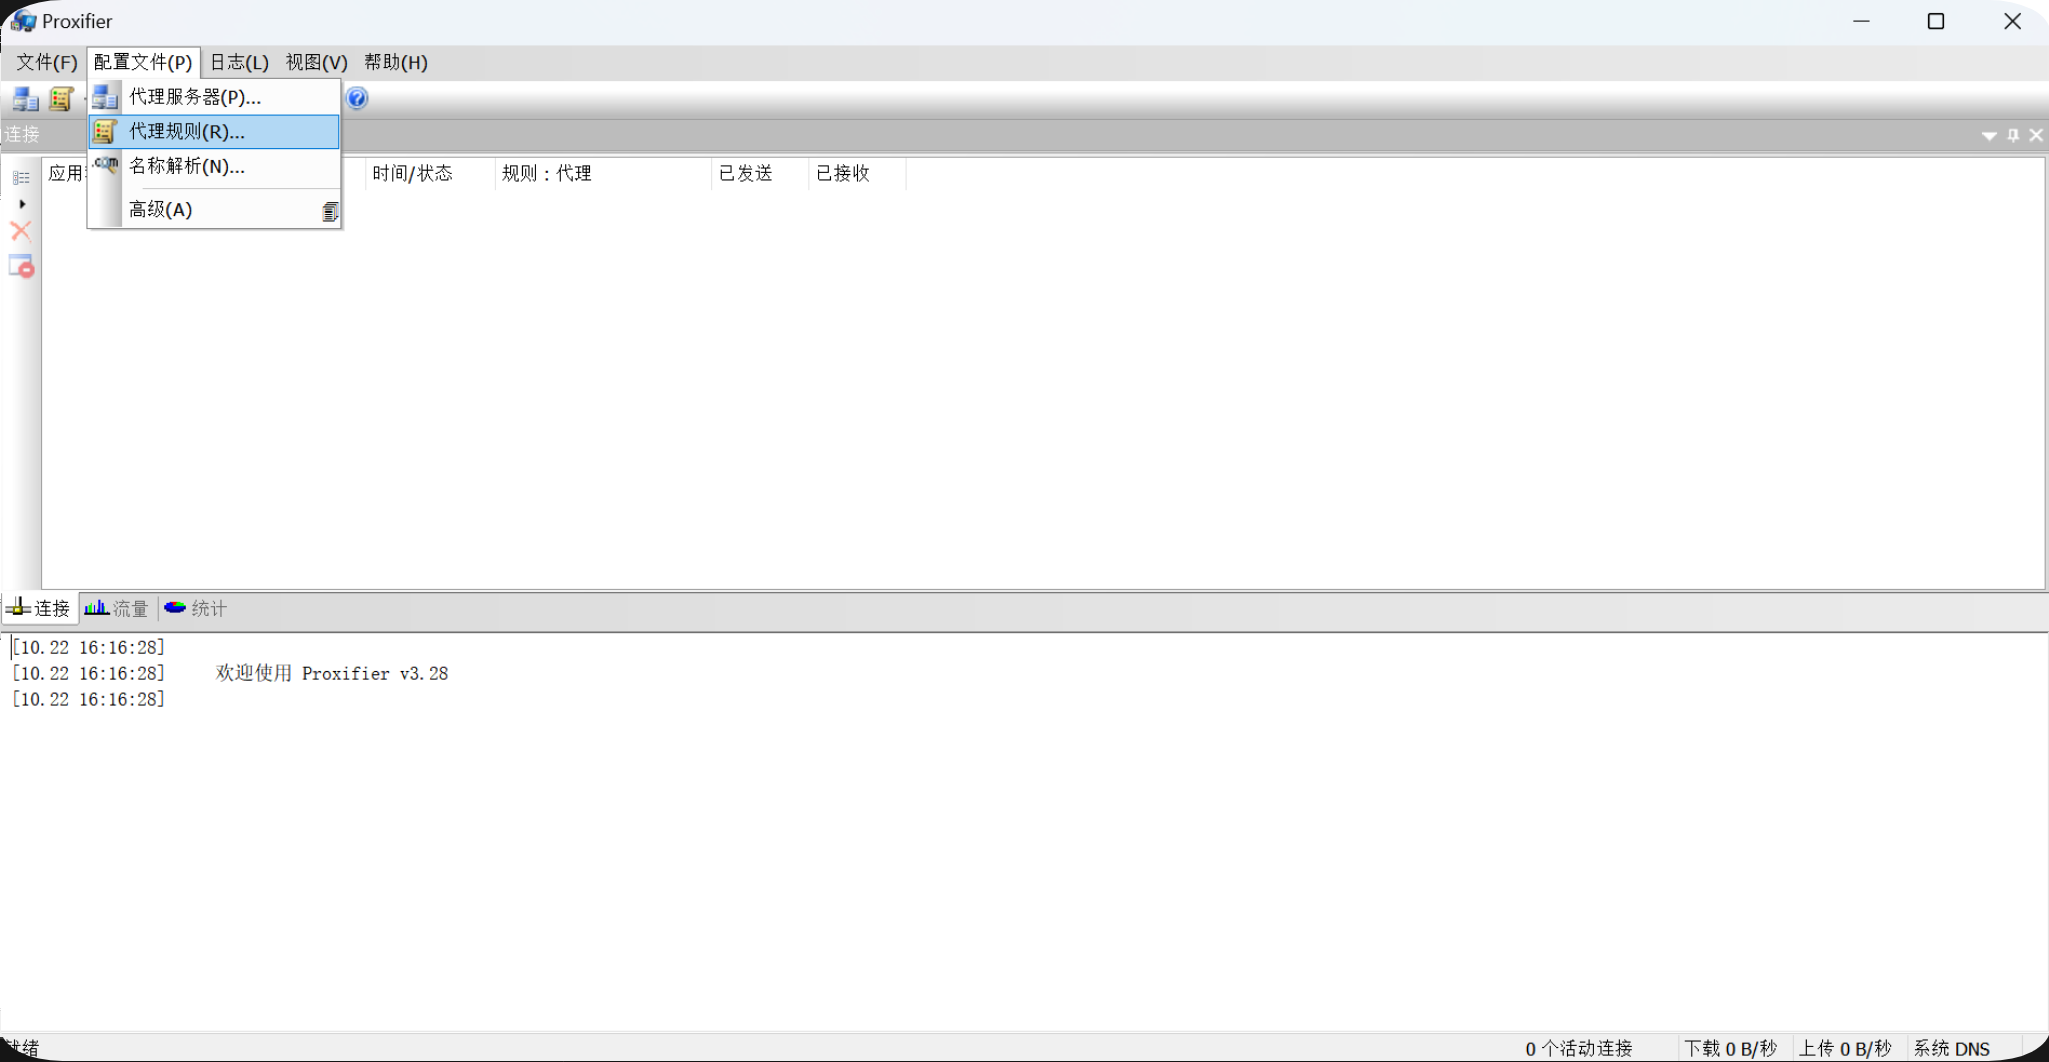 Proxifier
文件(F) 配置文件(P) 日志(L) 视图(V) 帮助(H)
代理服务器(P)...
连接
代理规则(R)...
名称解析(N)...
高级(A)
应用 时间/状态 规则 : 代理 已发送 已接收
连接 流量 统计
[10.22 16:16:28]
[10.22 16:16:28] 欢迎使用 Proxifier v3.28
[10.22 16:16:28]
就绪 0 个活动连接 下载 0 B/秒 上传 0 B/秒 系统 DNS